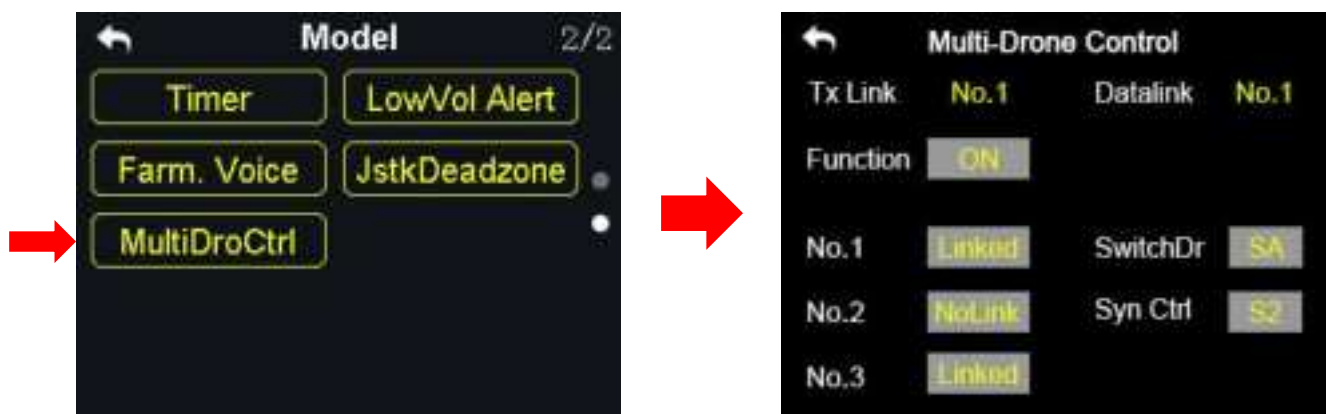 Model 2/2
Timer LowVol Alert
Farm. Voice JstkDeadzone
MultiDroCtrl
Multi-Drone Control
Tx Link No.1 Datalink No.1
Function ON
No.1 Linked SwitchDr SA
No.2 NoLink Syn Ctrl S2
No.3 Linked